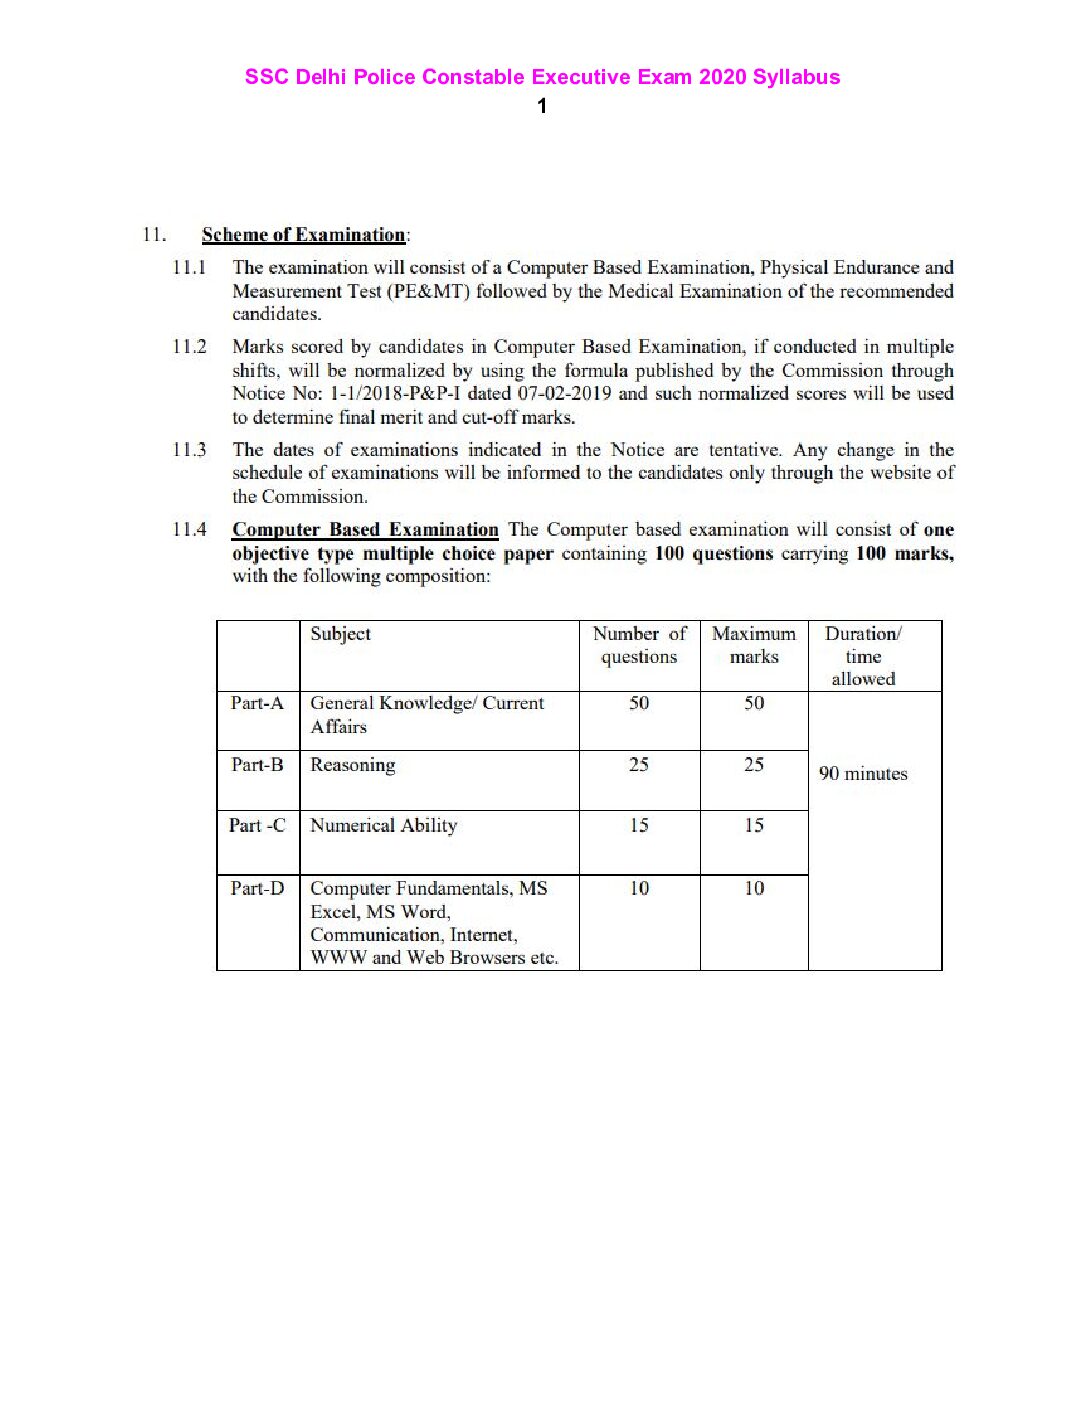 SSC Delhi Police Constable Executive Exam 2020 Syllabus
1
11. Scheme of Examination:
11.1 The examination will consist of a Computer Based Examination, Physical Endurance and
Measurement Test (PE&MT) followed by the Medical Examination of the recommended
candidates.
11.2 Marks scored by candidates in Computer Based Examination, if conducted in multiple
shifts, will be normalized by using the formula published by the Commission through
Notice No: 1-1/2018-P&P-I dated 07-02-2019 and such normalized scores will be used
to determine final merit and cut-off marks.
11.3 The dates of examinations indicated in the Notice are tentative. Any change in the
schedule of examinations will be informed to the candidates only through the website of
the Commission.
11.4 Computer Based Examination The Computer based examination will consist of one
objective type multiple choice paper containing 100 questions carrying 100 marks,
with the following composition:
Subject Number of Maximum Duration/
questions marks time
allowed
Part-A General Knowledge/ Current 50 50
Affairs
Part-B Reasoning 25 25
90 minutes
Part -C Numerical Ability 15 15
Part-D Computer Fundamentals, MS 10 10
Excel, MS Word,
Communication, Internet,
WWW and Web Browsers etc.